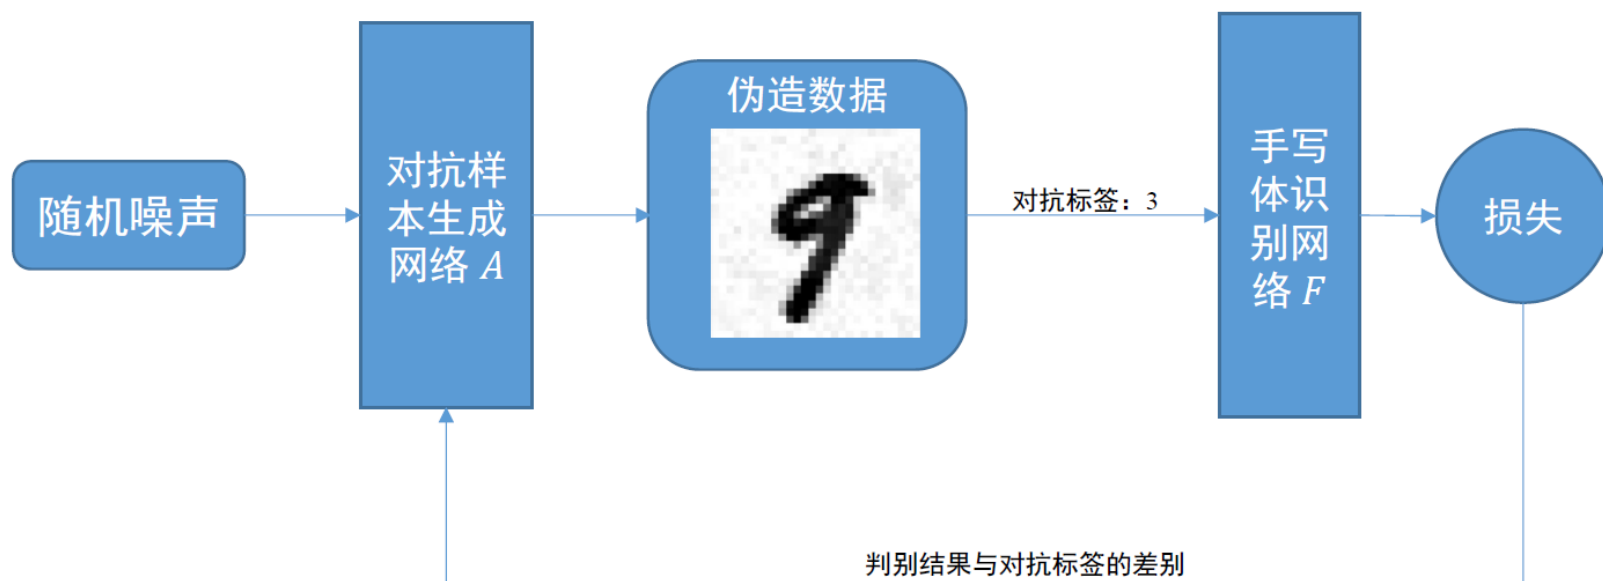 随机噪声
对抗样
本生成
网络 A
伪造数据
对抗标签：3
手写
体识
别网
络 F
损失
判别结果与对抗标签的差别